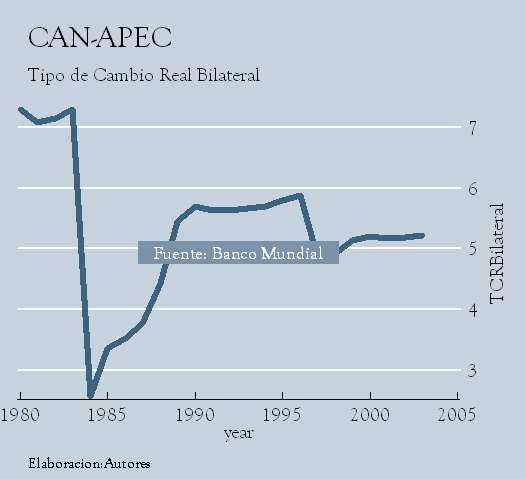 CAN-APEC
Tipo de Cambio Real Bilateral
7
6
5
4
3
TCRBilateral
Fuente: Banco Mundial
1980 1985 1990 1995 2000 2005
year
Elaboracion:Autores